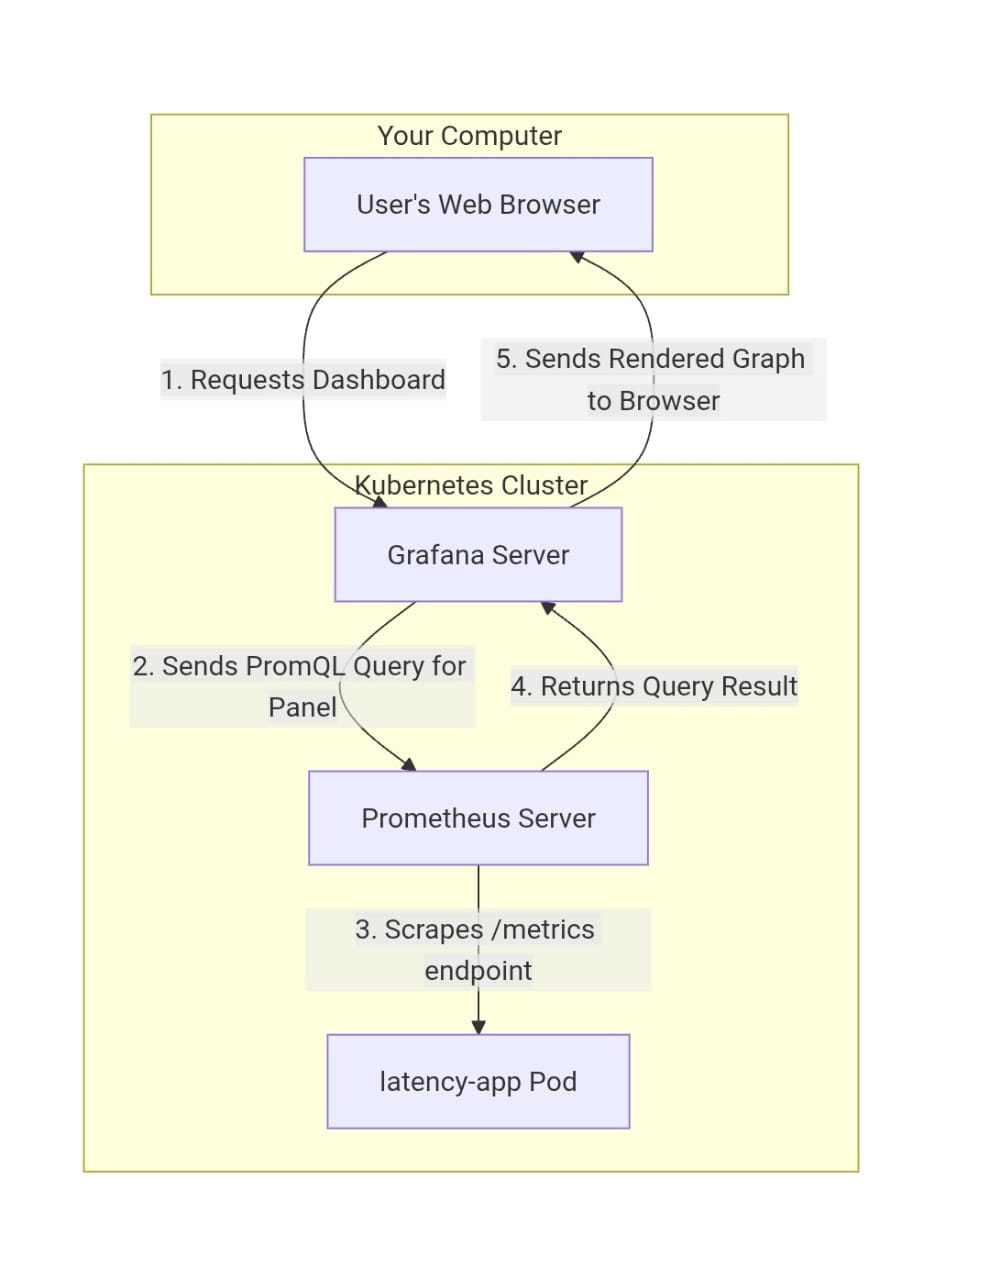 Your Computer
User's Web Browser
1. Requests Dashboard
5. Sends Rendered Graph
to Browser
Kubernetes Cluster
Grafana Server
2. Sends PromQL Query for
Panel
4. Returns Query Result
Prometheus Server
3. Scrapes /metrics
endpoint
latency-app Pod